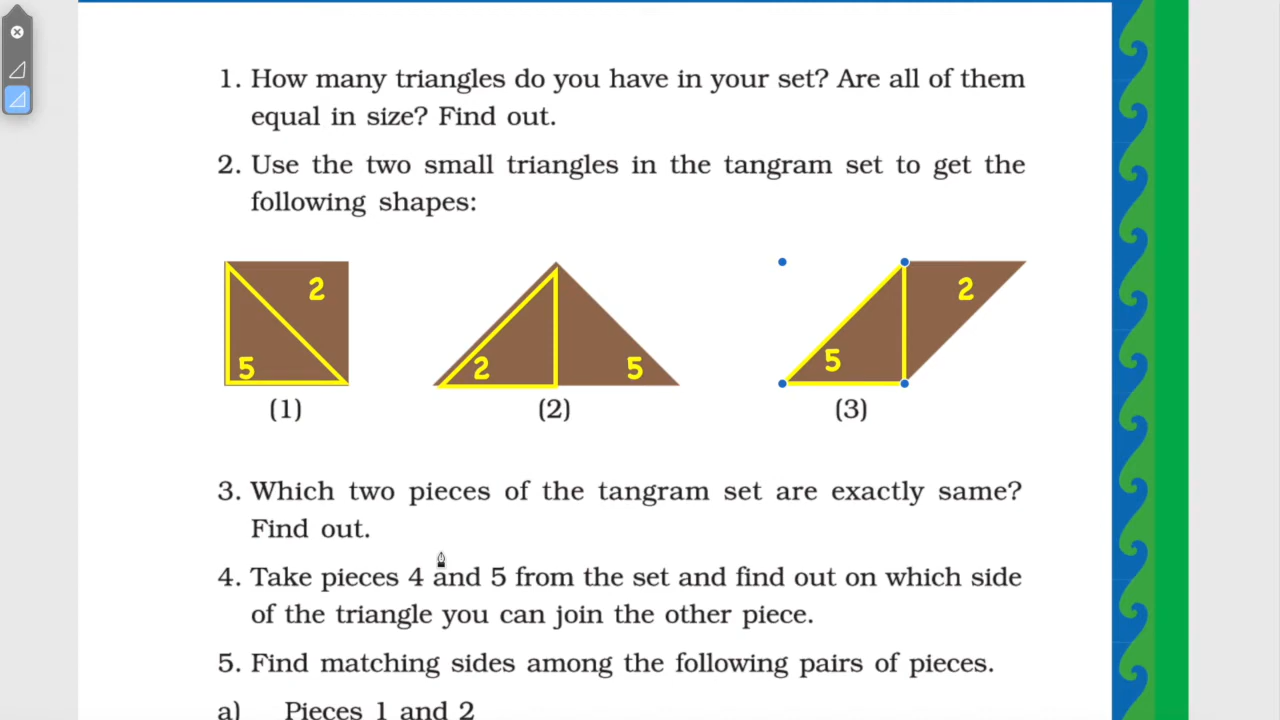 1. How many triangles do you have in your set? Are all of them
equal in size? Find out.
2. Use the two small triangles in the tangram set to get the
following shapes:
2 2
5 2 5 5
(1) (2) (3)
3. Which two pieces of the tangram set are exactly same?
Find out.
4. Take pieces 4 and 5 from the set and find out on which side
of the triangle you can join the other piece.
5. Find matching sides among the following pairs of pieces.
a) Pieces 1 and 2